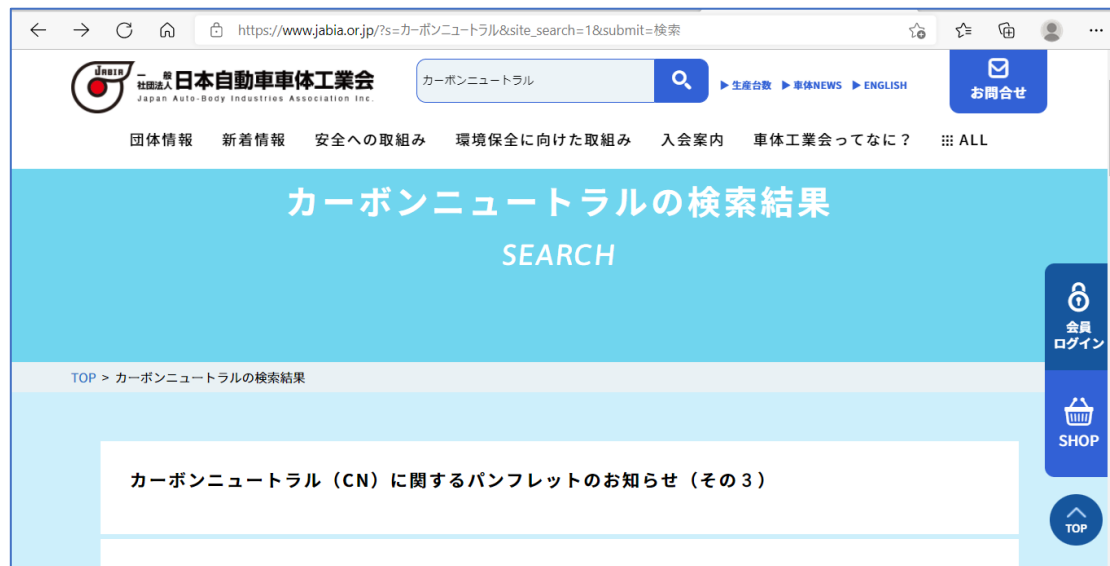 https://www.jabia.or.jp/?s=カーボンニュートラル&site_search=1&submit=検索
JABIA
一般社団法人 日本自動車車体工業会
Japan Auto-Body Industries Association Inc.
カーボンニュートラル
▶ 生産台数 ▶ 車体NEWS ▶ ENGLISH
お問合せ
団体情報 新着情報 安全への取組み 環境保全に向けた取組み 入会案内 車体工業会ってなに？ ALL
カーボンニュートラルの検索結果
SEARCH
会員
ログイン
TOP > カーボンニュートラルの検索結果
SHOP
カーボンニュートラル（CN）に関するパンフレットのお知らせ（その３）
TOP